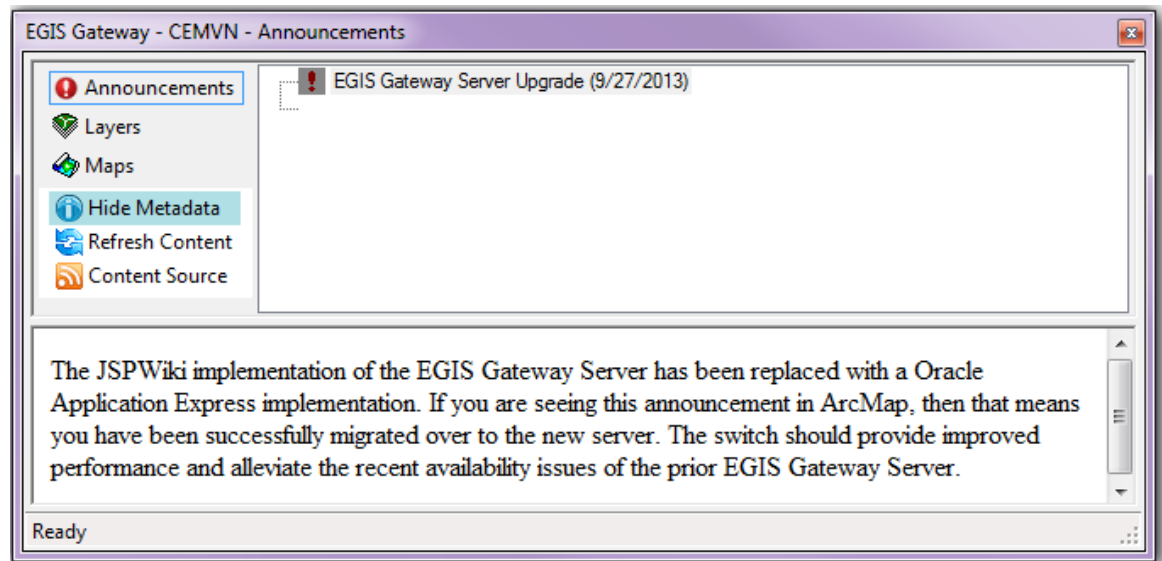 EGIS Gateway - CEMVN - Announcements
Announcements
Layers
Maps
Hide Metadata
Refresh Content
Content Source
EGIS Gateway Server Upgrade (9/27/2013)
The JSPWiki implementation of the EGIS Gateway Server has been replaced with a Oracle
Application Express implementation. If you are seeing this announcement in ArcMap, then that means
you have been successfully migrated over to the new server. The switch should provide improved
performance and alleviate the recent availability issues of the prior EGIS Gateway Server.
Ready